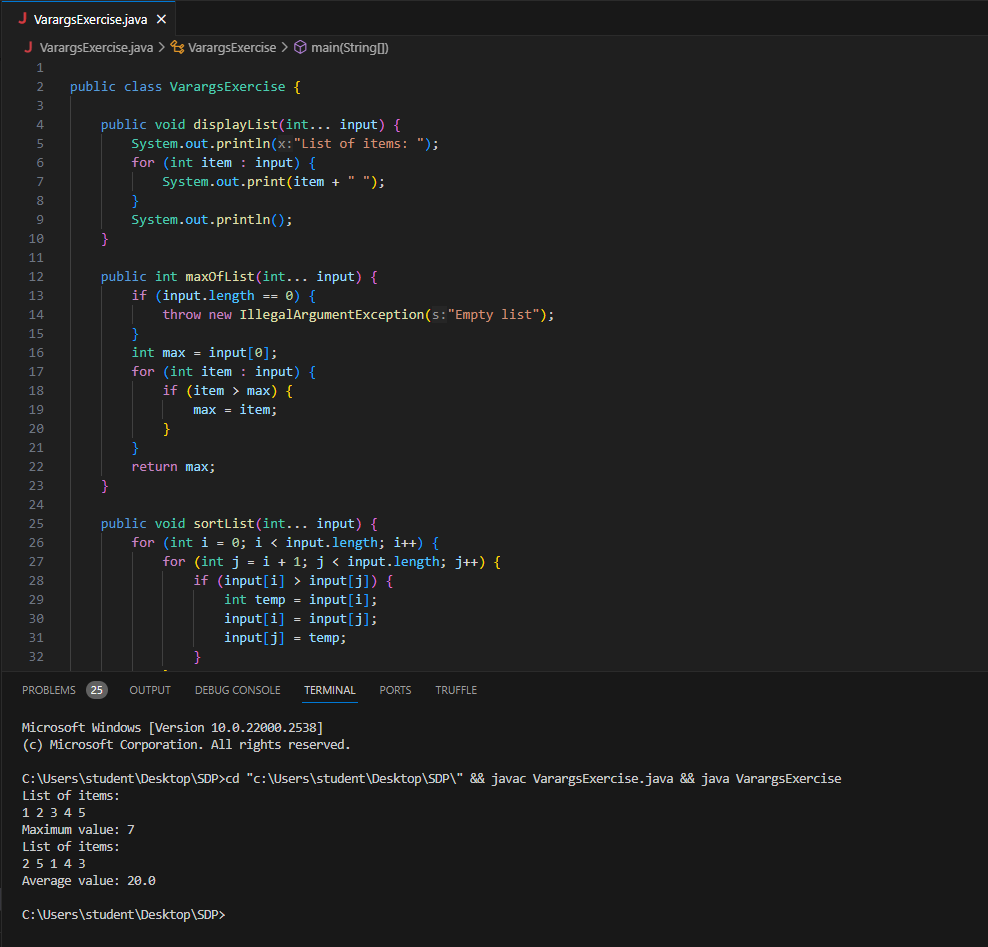 J VarargsExercise.java ×
J VarargsExercise.java > VarargsExercise > main(String[])
1
2 public class VarargsExercise {
3
4     public void displayList(int... input) {
5         System.out.println(x:"List of items: ");
6         for (int item : input) {
7             System.out.print(item + " ");
8         }
9         System.out.println();
10     }
11
12     public int maxOfList(int... input) {
13         if (input.length == 0) {
14             throw new IllegalArgumentException(s:"Empty list");
15         }
16         int max = input[0];
17         for (int item : input) {
18             if (item > max) {
19                 max = item;
20             }
21         }
22         return max;
23     }
24
25     public void sortList(int... input) {
26         for (int i = 0; i < input.length; i++) {
27             for (int j = i + 1; j < input.length; j++) {
28                 if (input[i] > input[j]) {
29                     int temp = input[i];
30                     input[i] = input[j];
31                     input[j] = temp;
32                 }
PROBLEMS 25 OUTPUT DEBUG CONSOLE TERMINAL PORTS TRUFFLE
Microsoft Windows [Version 10.0.22000.2538]
(c) Microsoft Corporation. All rights reserved.
C:\Users\student\Desktop\SDP>cd "c:\Users\student\Desktop\SDP\" && javac VarargsExercise.java && java VarargsExercise
List of items:
1 2 3 4 5
Maximum value: 7
List of items:
2 5 1 4 3
Average value: 20.0
C:\Users\student\Desktop\SDP>